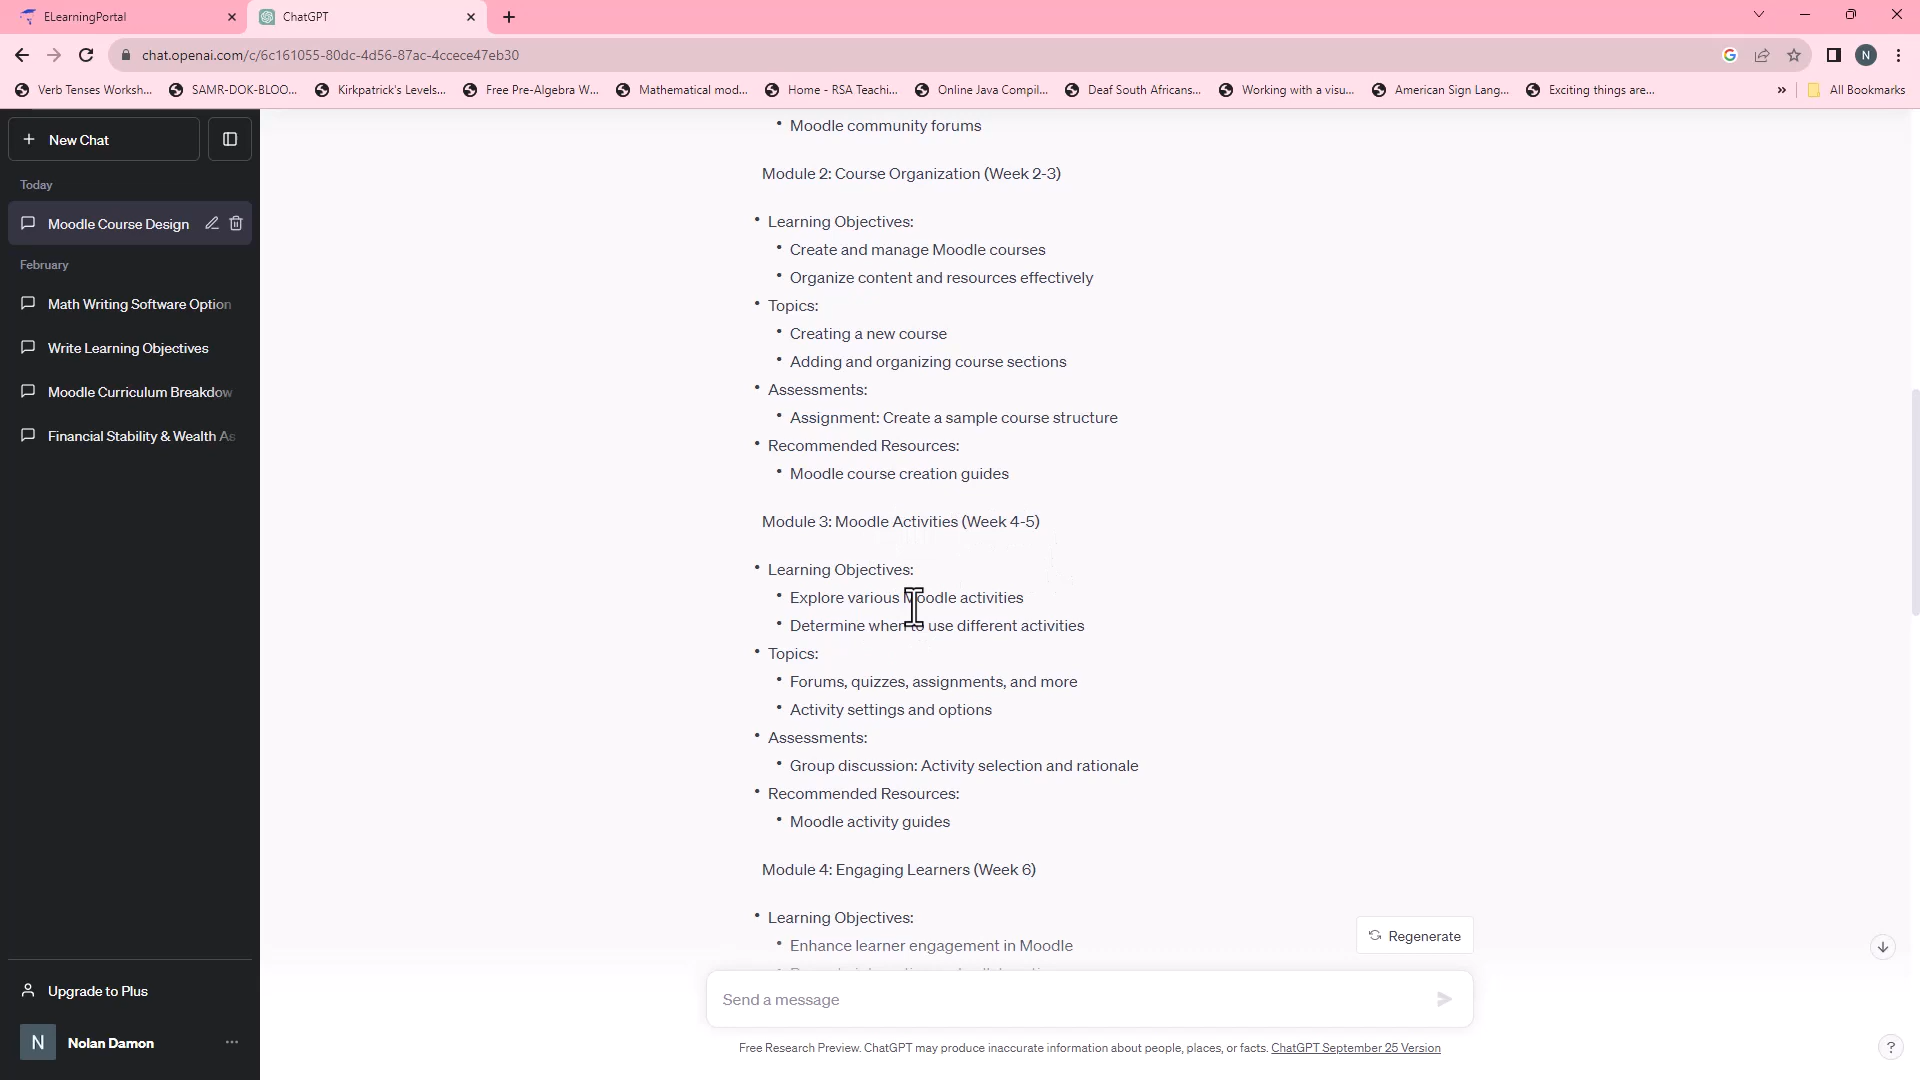 ELearningPortal
ChatGPT
chat.openai.com/c/6c161055-80dc-4d56-87ac-4ccece47eb30
N
Verb Tenses Worksh...
SAMR-DOK-BLOO...
Kirkpatrick's Levels...
Free Pre-Algebra W...
Mathematical mod...
Home - RSA Teachi...
Online Java Compil...
Deaf South Africans...
Working with a visu...
American Sign Lang...
Exciting things are...
»
All Bookmarks
New Chat
Today
Moodle Course Design
February
Math Writing Software Option
Write Learning Objectives
Moodle Curriculum Breakdow
Financial Stability & Wealth As
Upgrade to Plus
N
Nolan Damon
• Moodle community forums
Module 2: Course Organization (Week 2-3)
• Learning Objectives:
• Create and manage Moodle courses
• Organize content and resources effectively
• Topics:
• Creating a new course
• Adding and organizing course sections
• Assessments:
• Assignment: Create a sample course structure
• Recommended Resources:
• Moodle course creation guides
Module 3: Moodle Activities (Week 4-5)
• Learning Objectives:
• Explore various Moodle activities
• Determine when to use different activities
• Topics:
• Forums, quizzes, assignments, and more
• Activity settings and options
• Assessments:
• Group discussion: Activity selection and rationale
• Recommended Resources:
• Moodle activity guides
Module 4: Engaging Learners (Week 6)
• Learning Objectives:
• Enhance learner engagement in Moodle
Regenerate
Send a message
Free Research Preview. ChatGPT may produce inaccurate information about people, places, or facts. ChatGPT September 25 Version
?